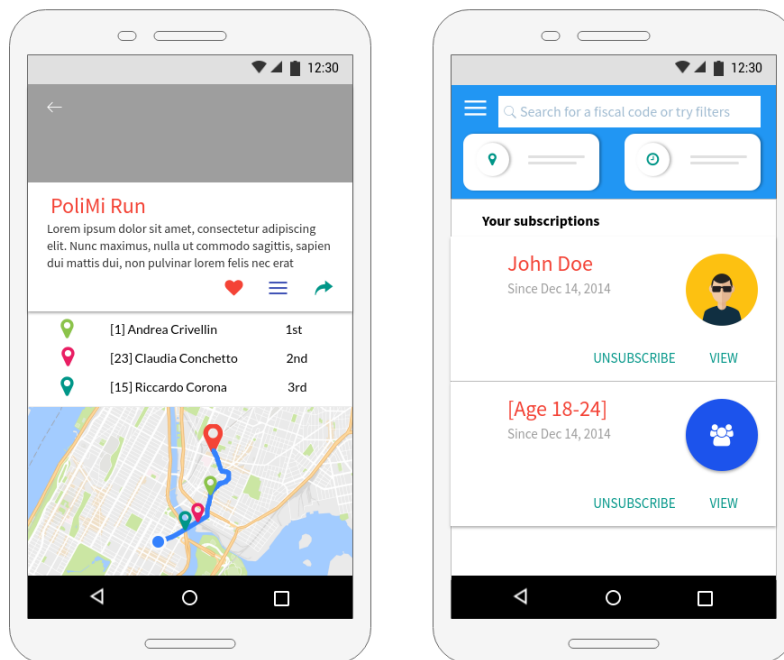 12:30
PoliMi Run
Lorem ipsum dolor sit amet, consectetur adipiscing
elit. Nunc maximus, nulla ut commodo sagittis, sapien
dui mattis dui, non pulvinar lorem felis nec erat
[1] Andrea Crivellin 1st
[23] Claudia Conchetto 2nd
[15] Riccardo Corona 3rd
12:30
Search for a fiscal code or try filters
Your subscriptions
John Doe
Since Dec 14, 2014
UNSUBSCRIBE VIEW
[Age 18-24]
Since Dec 14, 2014
UNSUBSCRIBE VIEW